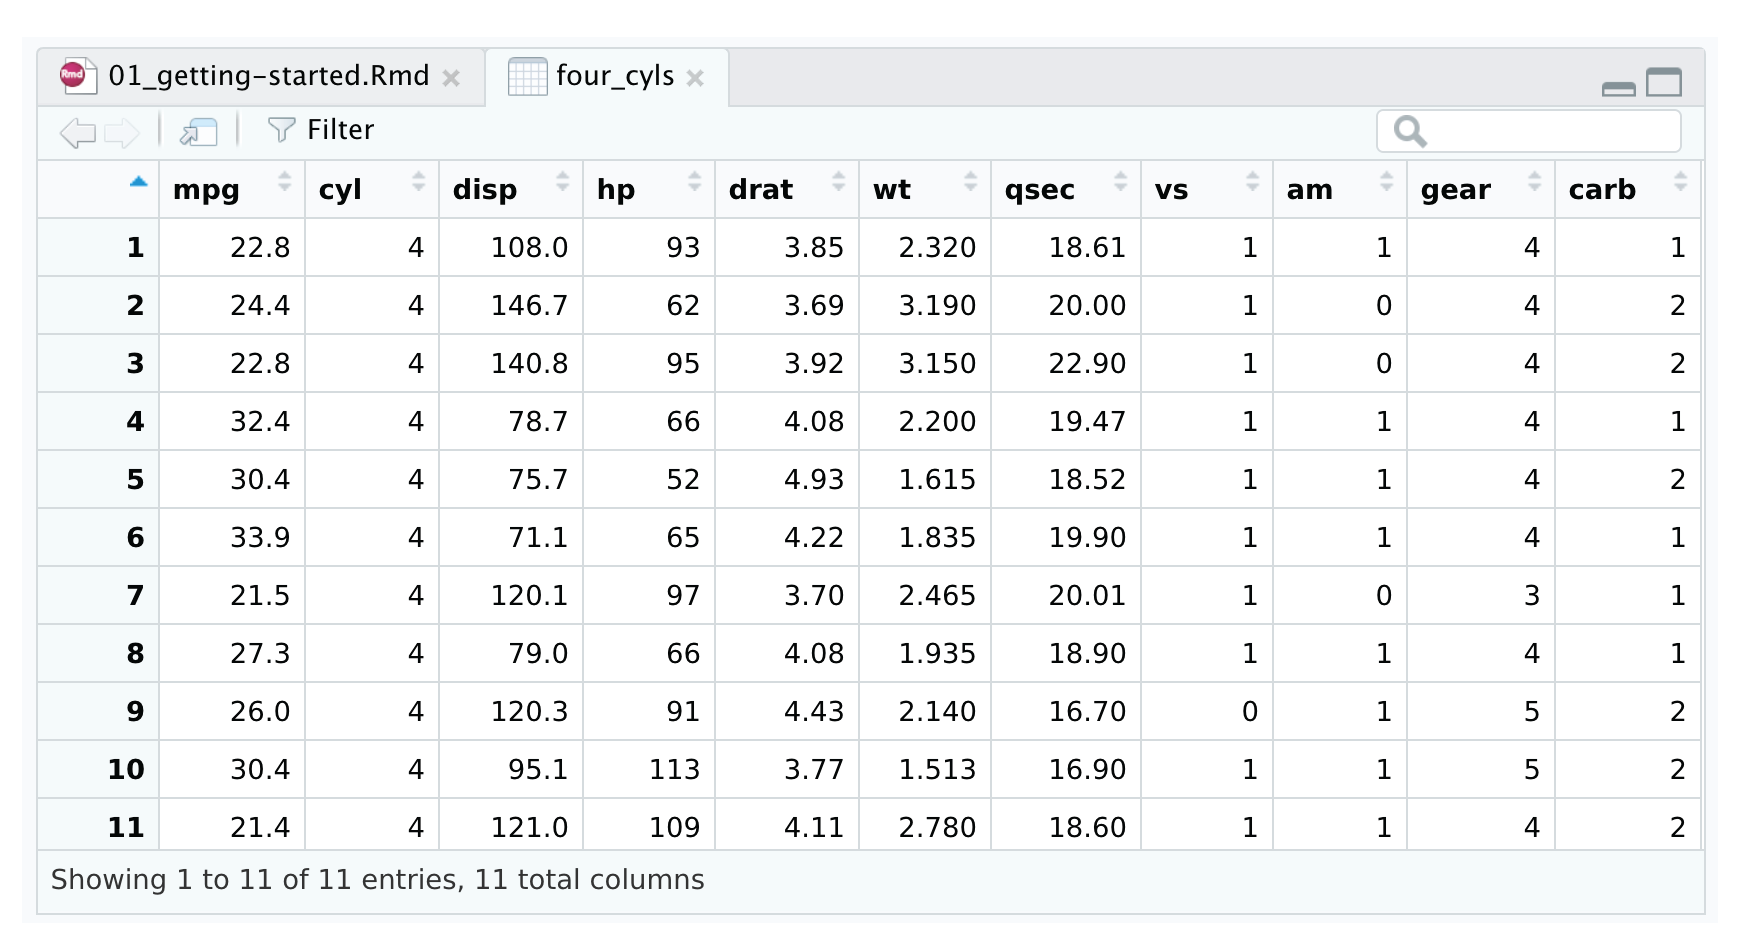 Rmd 01_getting-started.Rmd four_cyls
Filter
mpg cyl disp hp drat wt qsec vs am gear carb
1 22.8 4 108.0 93 3.85 2.320 18.61 1 1 4 1
2 24.4 4 146.7 62 3.69 3.190 20.00 1 0 4 2
3 22.8 4 140.8 95 3.92 3.150 22.90 1 0 4 2
4 32.4 4 78.7 66 4.08 2.200 19.47 1 1 4 1
5 30.4 4 75.7 52 4.93 1.615 18.52 1 1 4 2
6 33.9 4 71.1 65 4.22 1.835 19.90 1 1 4 1
7 21.5 4 120.1 97 3.70 2.465 20.01 1 0 3 1
8 27.3 4 79.0 66 4.08 1.935 18.90 1 1 4 1
9 26.0 4 120.3 91 4.43 2.140 16.70 0 1 5 2
10 30.4 4 95.1 113 3.77 1.513 16.90 1 1 5 2
11 21.4 4 121.0 109 4.11 2.780 18.60 1 1 4 2
Showing 1 to 11 of 11 entries, 11 total columns